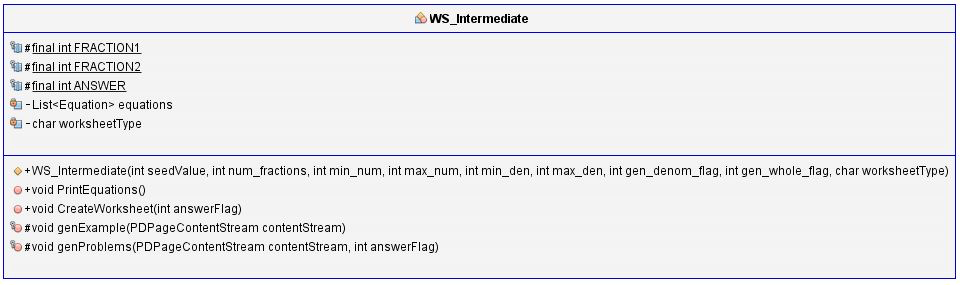 WS_Intermediate
#final int FRACTION1
#final int FRACTION2
#final int ANSWER
-List<Equation> equations
-char worksheetType
+WS_Intermediate(int seedValue, int num_fractions, int min_num, int max_num, int min_den, int max_den, int gen_denom_flag, int gen_whole_flag, char worksheetType)
+void PrintEquations()
+void CreateWorksheet(int answerFlag)
#void genExample(PDPageContentStream contentStream)
#void genProblems(PDPageContentStream contentStream, int answerFlag)